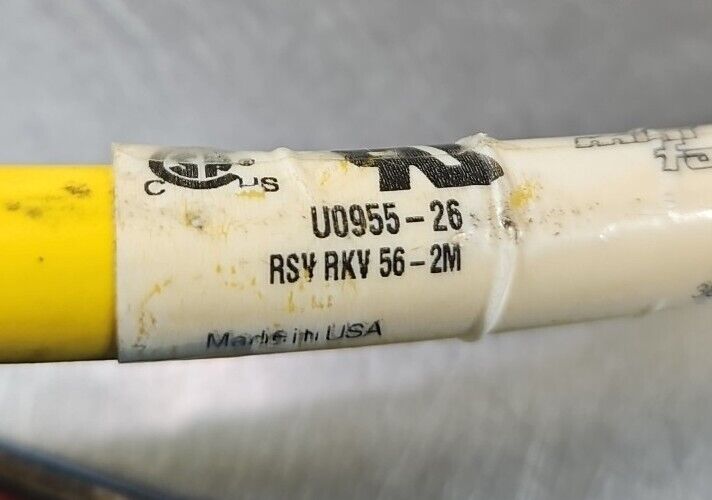 C US
U0955-26
RSV RKV 56-2M
Made in USA